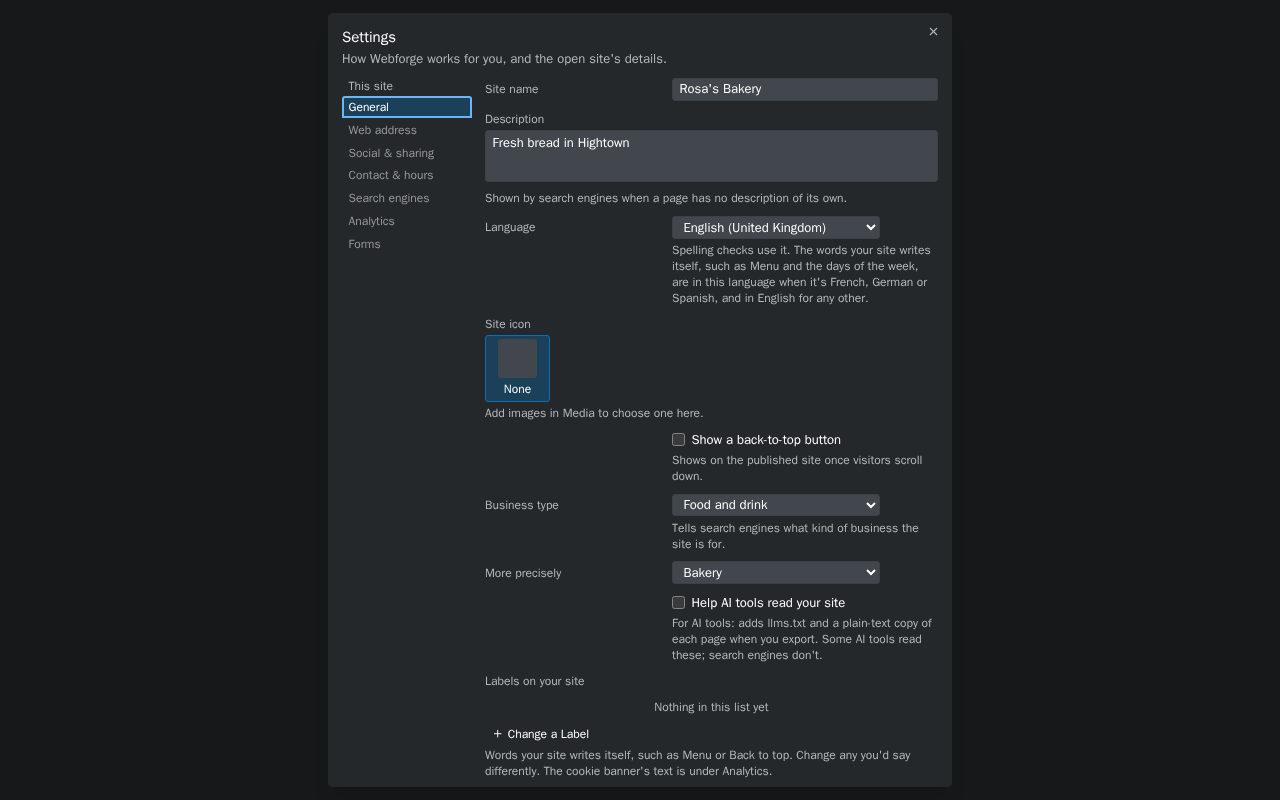 Settings
How Webforge works for you, and the open site's details.
This site
General
Web address
Social & sharing
Contact & hours
Search engines
Analytics
Forms
Site name
Rosa's Bakery
Description
Fresh bread in Hightown
Shown by search engines when a page has no description of its own.
Language
English (United Kingdom)
Spelling checks use it. The words your site writes
itself, such as Menu and the days of the week,
are in this language when it's French, German or
Spanish, and in English for any other.
Site icon
None
Add images in Media to choose one here.
Show a back-to-top button
Shows on the published site once visitors scroll
down.
Business type
Food and drink
Tells search engines what kind of business the
site is for.
More precisely
Bakery
Help AI tools read your site
For AI tools: adds llms.txt and a plain-text copy of
each page when you export. Some AI tools read
these; search engines don't.
Labels on your site
Nothing in this list yet
+ Change a Label
Words your site writes itself, such as Menu or Back to top. Change any you'd say
differently. The cookie banner's text is under Analytics.